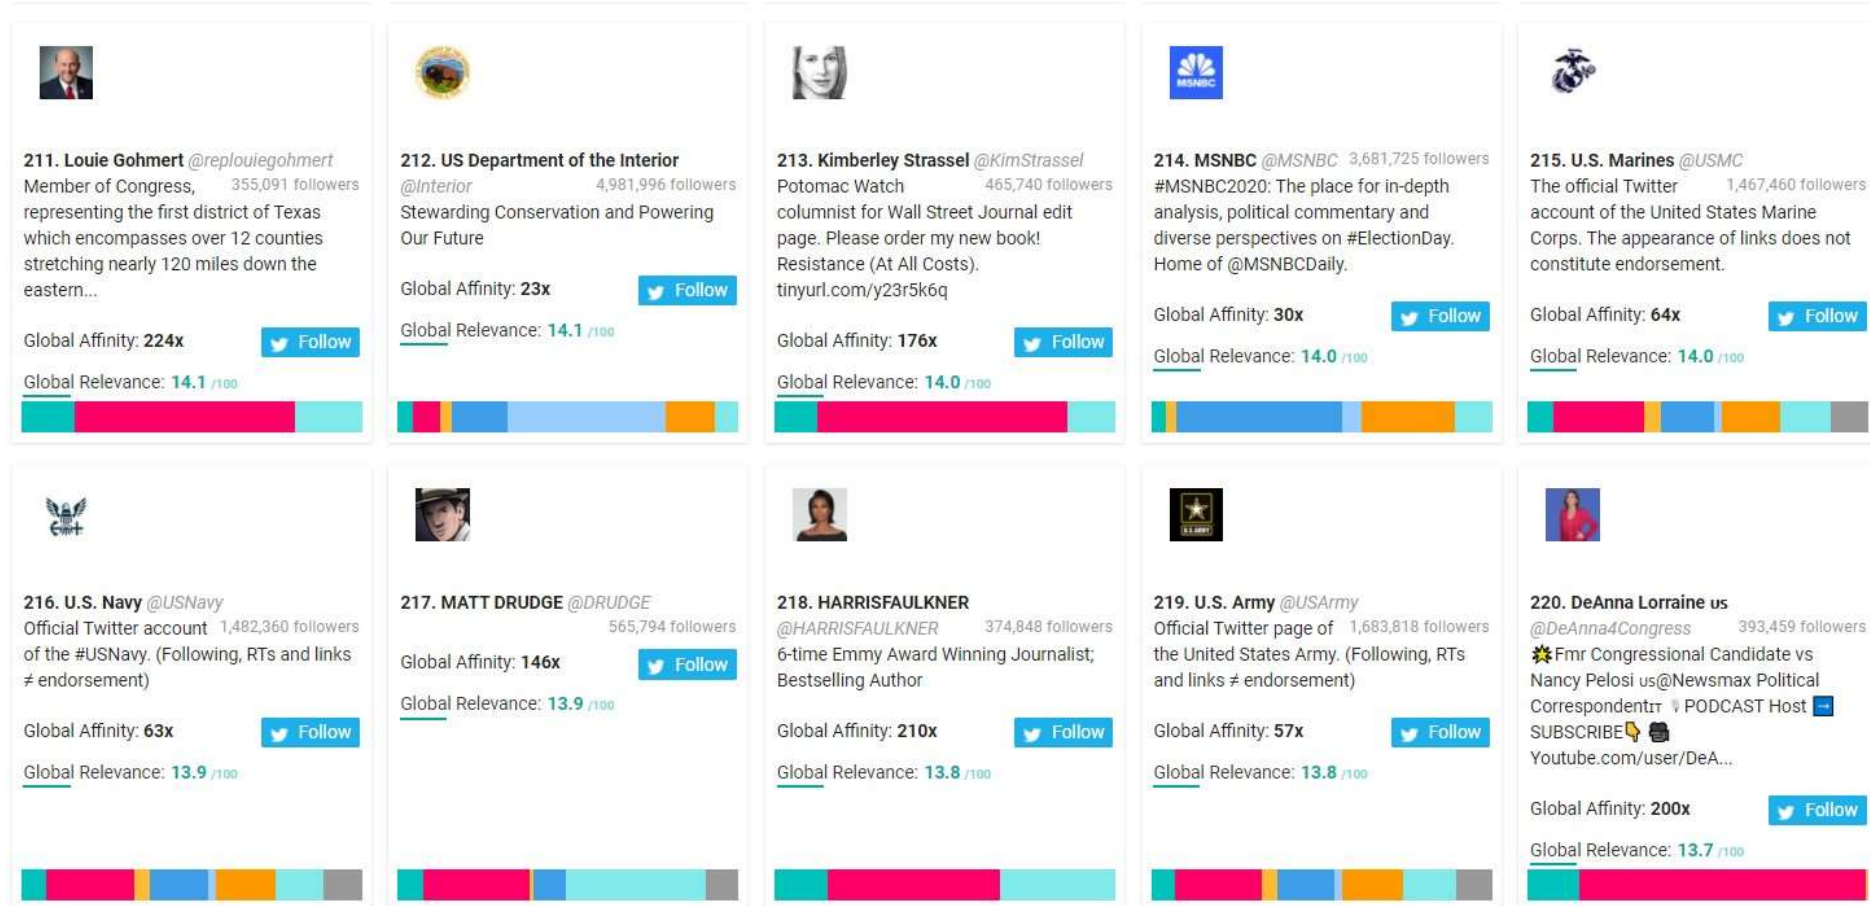 MSNBC
211. Louie Gohmert @replouiegohmert
Member of Congress, 355,091 followers
representing the first district of Texas
which encompasses over 12 counties
stretching nearly 120 miles down the
eastern...
Global Affinity: 224x Follow
Global Relevance: 14.1 /100
212. US Department of the Interior
@Interior 4,981,996 followers
Stewarding Conservation and Powering
Our Future
Global Affinity: 23x Follow
Global Relevance: 14.1 /100
213. Kimberley Strassel @KimStrassel
Potomac Watch 465,740 followers
columnist for Wall Street Journal edit
page. Please order my new book!
Resistance (At All Costs).
tinyurl.com/y23r5k6q
Global Affinity: 176x Follow
Global Relevance: 14.0 /100
214. MSNBC @MSNBC 3,681,725 followers
#MSNBC2020: The place for in-depth
analysis, political commentary and
diverse perspectives on #ElectionDay.
Home of @MSNBCDaily.
Global Affinity: 30x Follow
Global Relevance: 14.0 /100
215. U.S. Marines @USMC
The official Twitter 1,467,460 followers
account of the United States Marine
Corps. The appearance of links does not
constitute endorsement.
Global Affinity: 64x Follow
Global Relevance: 14.0 /100
216. U.S. Navy @USNavy
Official Twitter account 1,482,360 followers
of the #USNavy. (Following, RTs and links
≠ endorsement)
Global Affinity: 63x Follow
Global Relevance: 13.9 /100
217. MATT DRUDGE @DRUDGE
565,794 followers
Global Affinity: 146x Follow
Global Relevance: 13.9 /100
218. HARRISFAULKNER
@HARRISFAULKNER 374,848 followers
6-time Emmy Award Winning Journalist;
Bestselling Author
Global Affinity: 210x Follow
Global Relevance: 13.8 /100
U.S.ARMY
219. U.S. Army @USArmy
Official Twitter page of 1,683,818 followers
the United States Army. (Following, RTs
and links ≠ endorsement)
Global Affinity: 57x Follow
Global Relevance: 13.8 /100
220. DeAnna Lorraine us
@DeAnna4Congress 393,459 followers
🌟Fmr Congressional Candidate vs
Nancy Pelosi us@Newsmax Political
Correspondentɪᴛ 🎙PODCAST Host ➡
SUBSCRIBE👇 🎥
Youtube.com/user/DeA...
Global Affinity: 200x Follow
Global Relevance: 13.7 /100